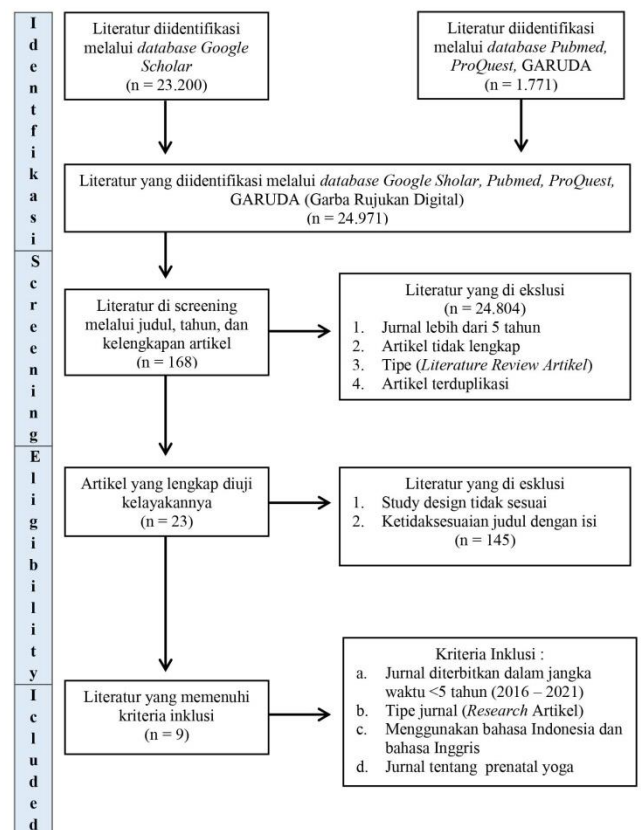 I
d
e
n
t
f
i
k
a
s
i
Literatur diidentifikasi
melalui database Google
Scholar
(n = 23.200)
Literatur diidentifikasi
melalui database Pubmed,
ProQuest, GARUDA
(n = 1.771)
Literatur yang diidentifikasi melalui database Google Sholar, Pubmed, ProQuest,
GARUDA (Garba Rujukan Digital)
(n = 24.971)
S
c
r
e
e
n
i
n
g
Literatur di screening
melalui judul, tahun, dan
kelengkapan artikel
(n = 168)
Literatur yang di ekslusi
(n = 24.804)
1. Jurnal lebih dari 5 tahun
2. Artikel tidak lengkap
3. Tipe (Literature Review Artikel)
4. Artikel terduplikasi
E
l
i
g
i
b
i
l
i
t
y
Artikel yang lengkap diuji
kelayakannya
(n = 23)
Literatur yang di esklusi
1. Study design tidak sesuai
2. Ketidaksesuaian judul dengan isi
(n = 145)
I
c
l
u
d
e
d
Literatur yang memenuhi
kriteria inklusi
(n = 9)
Kriteria Inklusi :
a. Jurnal diterbitkan dalam jangka
waktu <5 tahun (2016 – 2021)
b. Tipe jurnal (Research Artikel)
c. Menggunakan bahasa Indonesia dan
bahasa Inggris
d. Jurnal tentang prenatal yoga